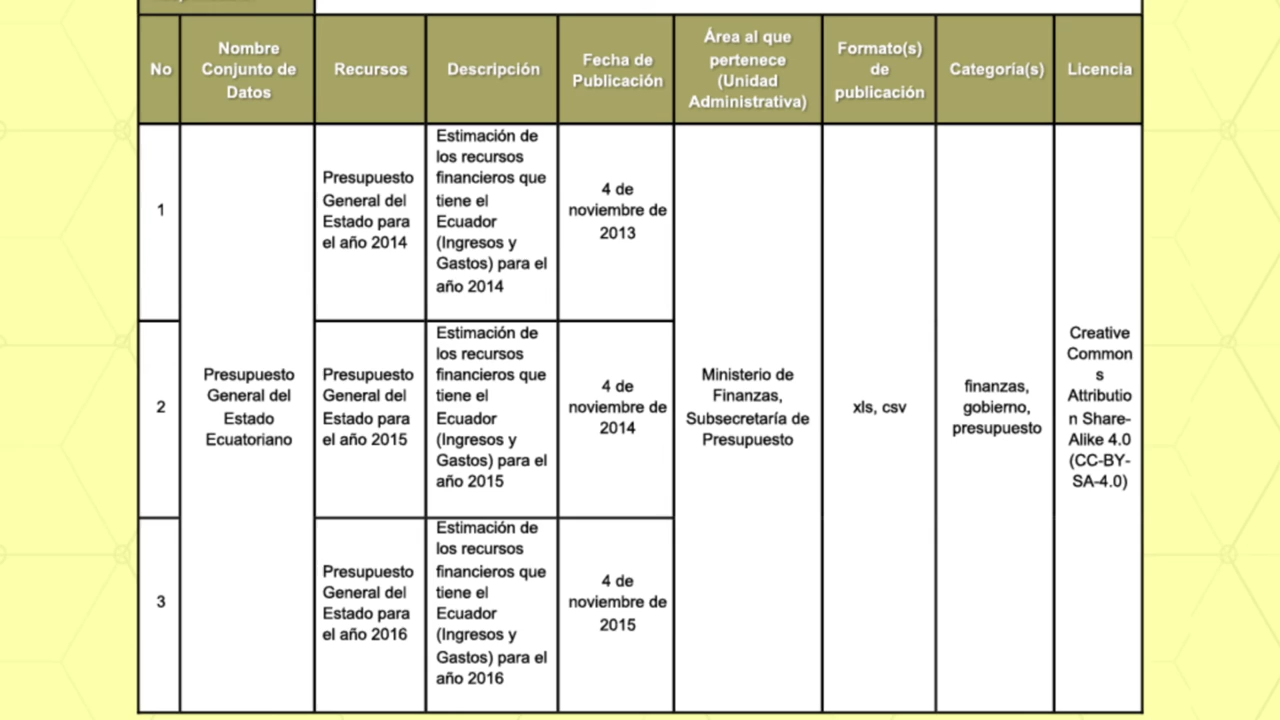 No
Nombre
Conjunto de
Datos
Recursos
Descripción
Fecha de
Publicación
Área al que
pertenece
(Unidad
Administrativa)
Formato(s)
de
publicación
Categoría(s)
Licencia
1
Presupuesto
General del
Estado para
el año 2014
Estimación de
los recursos
financieros que
tiene el
Ecuador
(Ingresos y
Gastos) para el
año 2014
4 de
noviembre de
2013
2
Presupuesto
General del
Estado
Ecuatoriano
Presupuesto
General del
Estado para
el año 2015
Estimación de
los recursos
financieros que
tiene el
Ecuador
(Ingresos y
Gastos) para el
año 2015
4 de
noviembre de
2014
Ministerio de
Finanzas,
Subsecretaría de
Presupuesto
xls, csv
finanzas,
gobierno,
presupuesto
Creative
Common
s
Attributio
n Share-
Alike 4.0
(CC-BY-
SA-4.0)
3
Presupuesto
General del
Estado para
el año 2016
Estimación de
los recursos
financieros que
tiene el
Ecuador
(Ingresos y
Gastos) para el
año 2016
4 de
noviembre de
2015